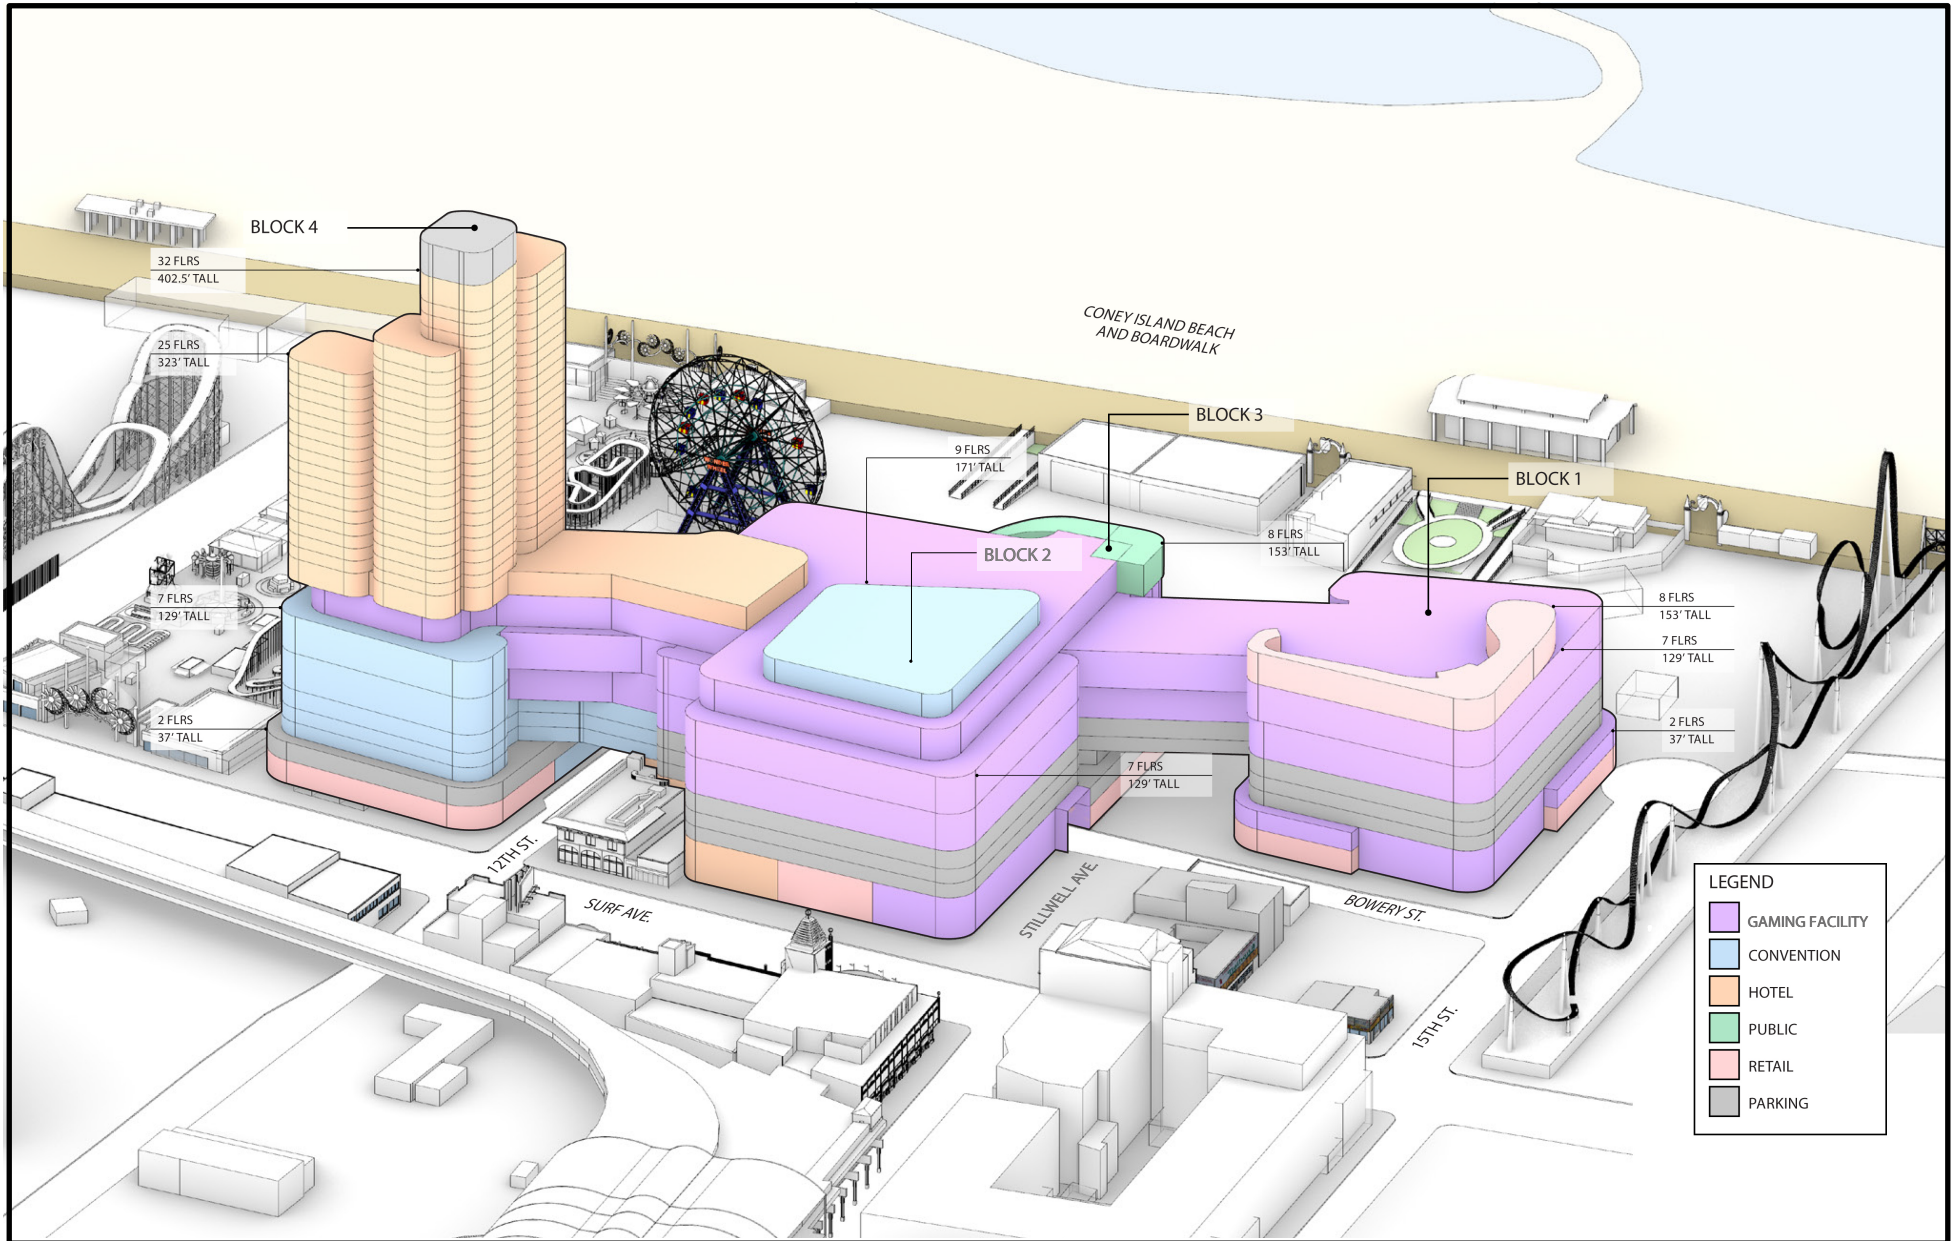 BLOCK 4
32 FLRS
402.5' TALL
25 FLRS
323' TALL
CONEY ISLAND BEACH
AND BOARDWALK
BLOCK 3
9 FLRS
171' TALL
BLOCK 1
8 FLRS
153' TALL
BLOCK 2
7 FLRS
129' TALL
8 FLRS
153' TALL
7 FLRS
129' TALL
2 FLRS
37' TALL
2 FLRS
37' TALL
7 FLRS
129' TALL
12TH ST.
SURF AVE.
STILLWELL AVE.
BOWERY ST.
15TH ST.
LEGEND
GAMING FACILITY
CONVENTION
HOTEL
PUBLIC
RETAIL
PARKING